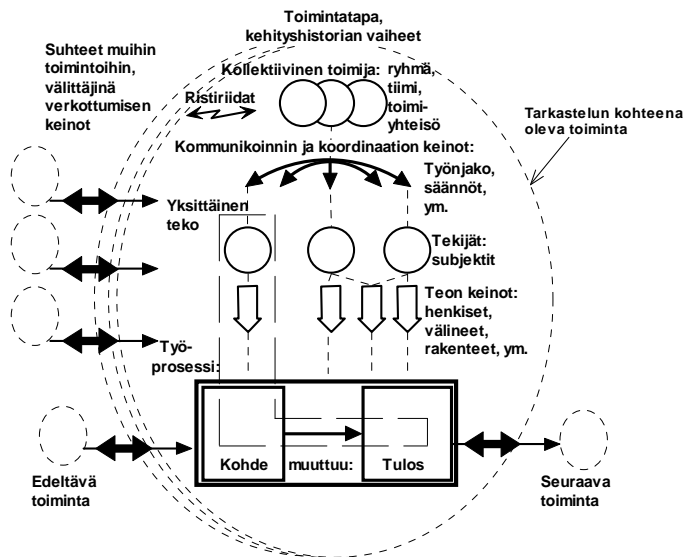 Toimintatapa,
kehityshistorian vaiheet
Suhteet muihin
toimintoihin,
välittäjinä
verkottumisen
keinot
Kollektiivinen toimija:
ryhmä,
tiimi,
toimi-
yhteisö
Ristiriidat
Tarkastelun kohteena
oleva toiminta
Kommunikoinnin ja koordinaation keinot:
Työnjako,
säännöt,
ym.
Yksittäinen
teko
Tekijät:
subjektit
Teon keinot:
henkiset,
välineet,
rakenteet, ym.
Työ-
prosessi:
Kohde
muuttuu:
Tulos
Edeltävä
toiminta
Seuraava
toiminta